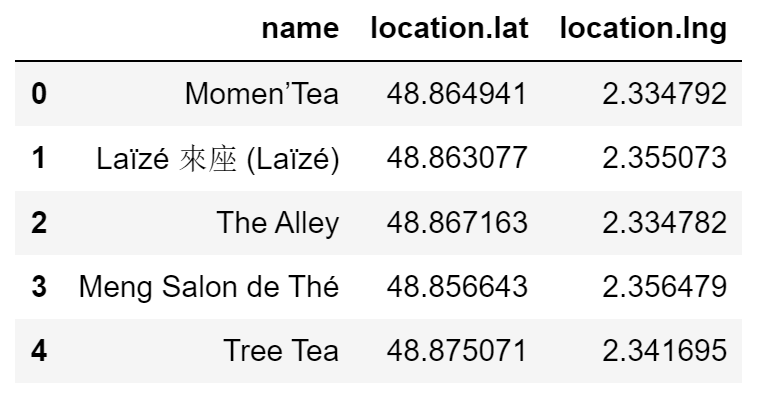 name location.lat location.lng
0 Momen’Tea 48.864941 2.334792
1 Laïzé 來座 (Laïzé) 48.863077 2.355073
2 The Alley 48.867163 2.334782
3 Meng Salon de Thé 48.856643 2.356479
4 Tree Tea 48.875071 2.341695